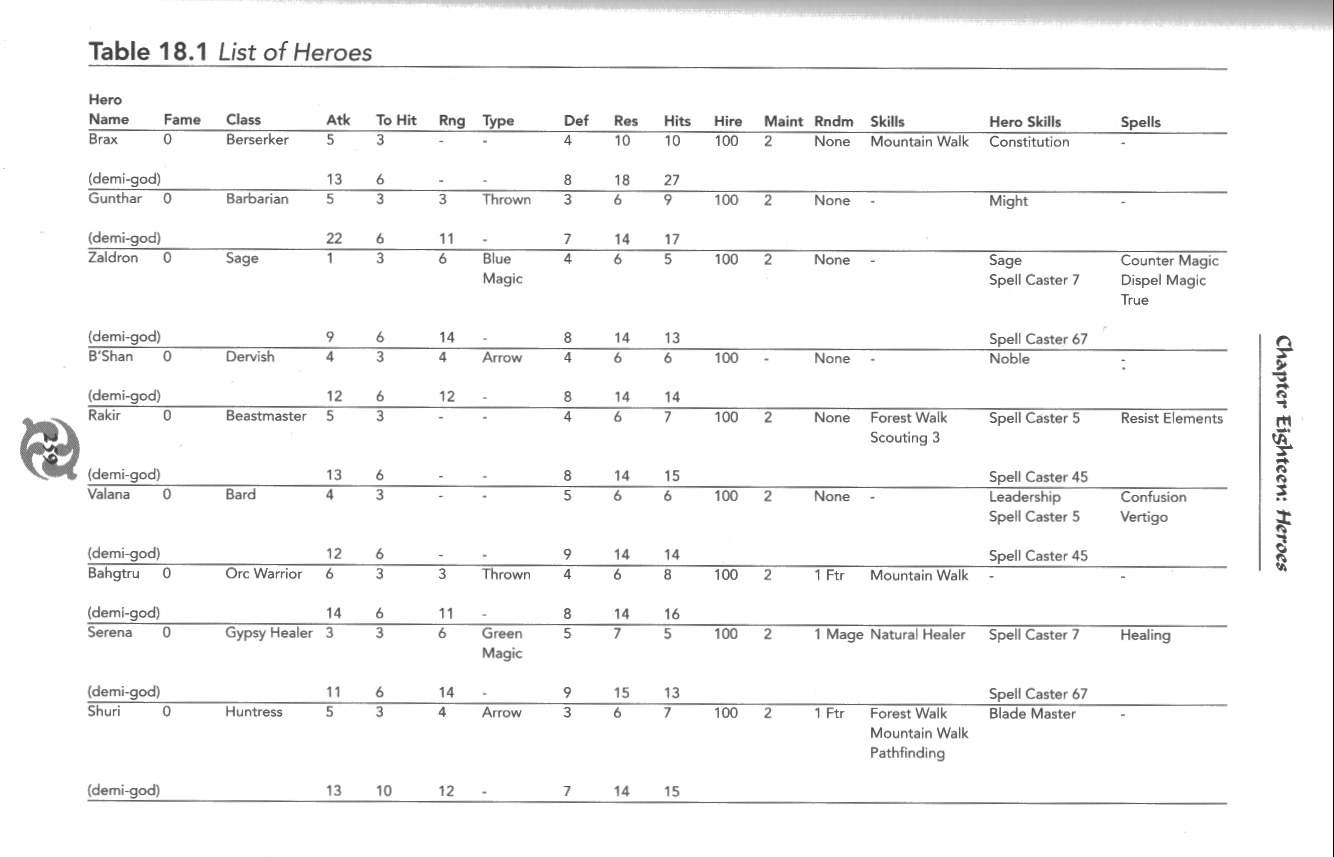 Table 18.1 List of Heroes
Hero
Name Fame Class Atk To Hit Rng Type Def Res Hits Hire Maint Rndm Skills Hero Skills Spells
Brax 0 Berserker 5 3 - - 4 10 10 100 2 None Mountain Walk Constitution -
(demi-god) 13 6 - - 8 18 27
Gunthar 0 Barbarian 5 3 3 Thrown 3 6 9 100 2 None - Might -
(demi-god) 22 6 11 - 7 14 17
Zaldron 0 Sage 1 3 6 Blue 4 6 5 100 2 None - Sage Counter Magic
Magic Spell Caster 7 Dispel Magic
True
(demi-god) 9 6 14 - 8 14 13 Spell Caster 67
B'Shan 0 Dervish 4 3 4 Arrow 4 6 6 100 - None - Noble -
(demi-god) 12 6 12 - 8 14 14
Rakir 0 Beastmaster 5 3 - - 4 6 7 100 2 None Forest Walk Spell Caster 5 Resist Elements
Scouting 3
(demi-god) 13 6 - - 8 14 15 Spell Caster 45
Valana 0 Bard 4 3 - - 5 6 6 100 2 None - Leadership Confusion
Spell Caster 5 Vertigo
(demi-god) 12 6 - - 9 14 14 Spell Caster 45
Bahgtru 0 Orc Warrior 6 3 3 Thrown 4 6 8 100 2 1 Ftr Mountain Walk - -
(demi-god) 14 6 11 - 8 14 16
Serena 0 Gypsy Healer 3 3 6 Green 5 7 5 100 2 1 Mage Natural Healer Spell Caster 7 Healing
Magic
(demi-god) 11 6 14 - 9 15 13 Spell Caster 67
Shuri 0 Huntress 5 3 4 Arrow 3 6 7 100 2 1 Ftr Forest Walk Blade Master -
Mountain Walk
Pathfinding
(demi-god) 13 10 12 - 7 14 15
Chapter Eighteen: Heroes
259